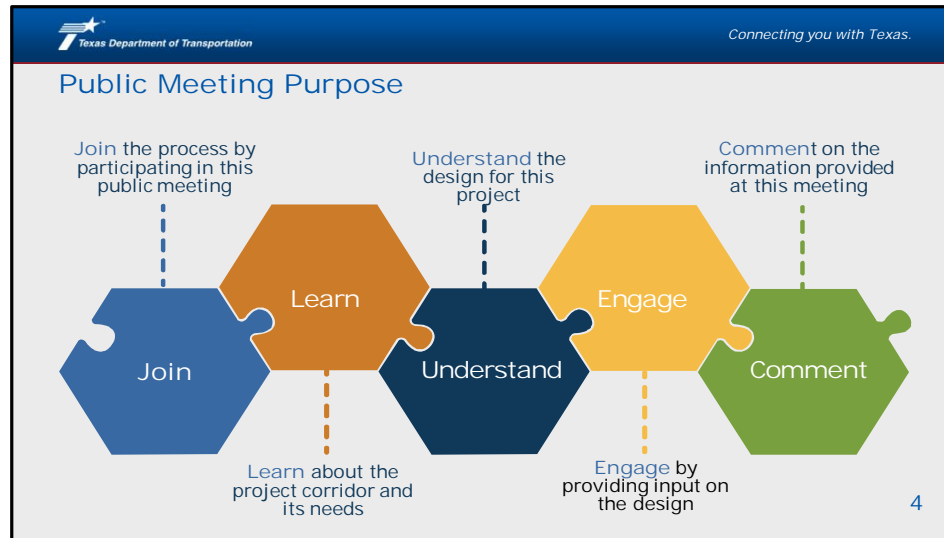 Texas Department of Transportation
Connecting you with Texas.
Public Meeting Purpose
Join the process by
participating in this
public meeting
Understand the
design for this
project
Comment on the
information provided
at this meeting
Join
Learn
Understand
Engage
Comment
Learn about the
project corridor and
its needs
Engage by
providing input on
the design
4